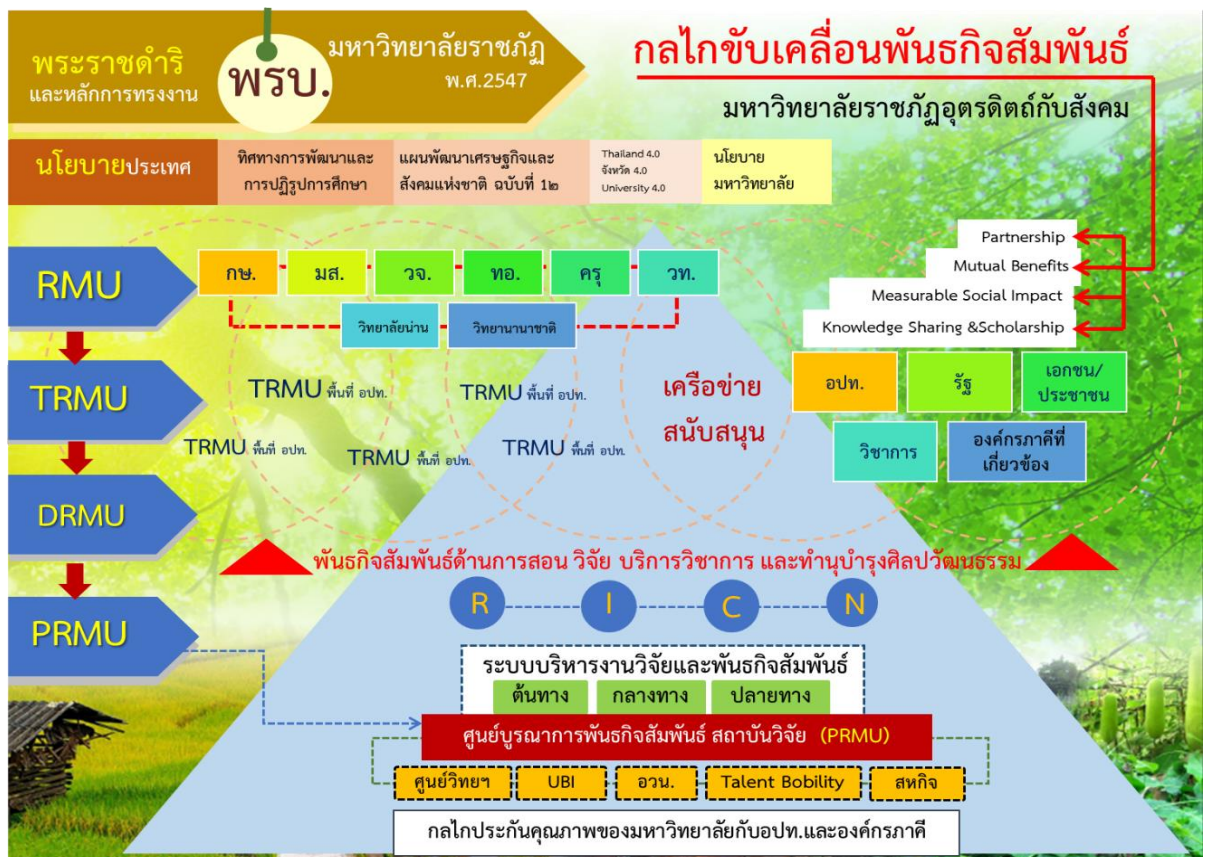 พระราชดำริ
และหลักการทรงงาน
พรบ.
มหาวิทยาลัยราชภัฏ
พ.ศ.2547
กลไกขับเคลื่อนพันธกิจสัมพันธ์
มหาวิทยาลัยราชภัฏอุตรดิตถ์กับสังคม
นโยบายประเทศ
ทิศทางการพัฒนาและ
การปฏิรูปการศึกษา
แผนพัฒนาเศรษฐกิจและ
สังคมแห่งชาติ ฉบับที่ 1๒
Thailand 4.0
จังหวัด 4.0
University 4.0
นโยบาย
มหาวิทยาลัย
Partnership
Mutual Benefits
Measurable Social Impact
Knowledge Sharing &Scholarship
RMU
กษ.
มส.
วจ.
ทอ.
ครุ
วท.
วิทยาลัยน่าน
วิทยานานาชาติ
TRMU
TRMU พื้นที่ อปท.
TRMU พื้นที่ อปท.
TRMU พื้นที่ อปท.
TRMU พื้นที่ อปท.
TRMU พื้นที่ อปท.
เครือข่าย
สนับสนุน
อปท.
รัฐ
เอกชน/
ประชาชน
วิชาการ
องค์กรภาคีที่
เกี่ยวข้อง
DRMU
พันธกิจสัมพันธ์ด้านการสอน วิจัย บริการวิชาการ และทำนุบำรุงศิลปวัฒนธรรม
R I C N
PRMU
ระบบบริหารงานวิจัยและพันธกิจสัมพันธ์
ต้นทาง
กลางทาง
ปลายทาง
ศูนย์บูรณาการพันธกิจสัมพันธ์ สถาบันวิจัย (PRMU)
ศูนย์วิทยฯ
UBI
อวน.
Talent Bobility
สหกิจ
กลไกประกันคุณภาพของมหาวิทยาลัยกับอปท.และองค์กรภาคี